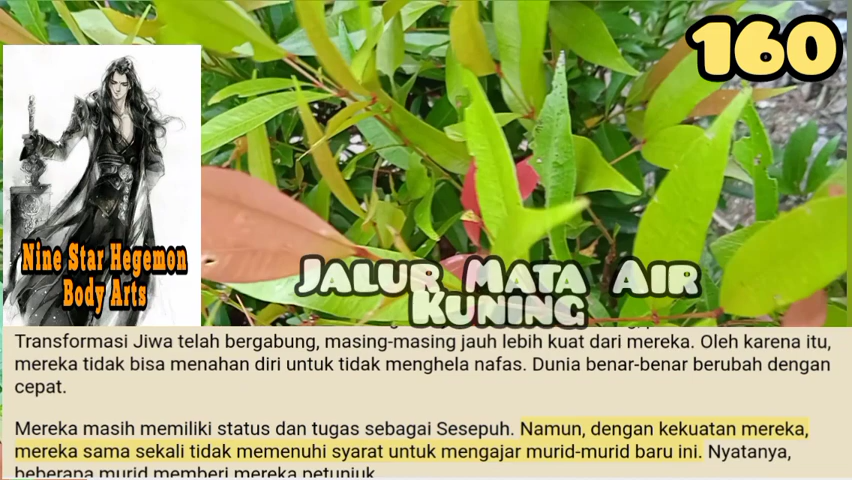 160
Nine Star Hegemon
Body Arts
Jalur Mata Air
Kuning
Transformasi Jiwa telah bergabung, masing-masing jauh lebih kuat dari mereka. Oleh karena itu,
mereka tidak bisa menahan diri untuk tidak menghela nafas. Dunia benar-benar berubah dengan
cepat.
Mereka masih memiliki status dan tugas sebagai Sesepuh. Namun, dengan kekuatan mereka,
mereka sama sekali tidak memenuhi syarat untuk mengajar murid-murid baru ini. Nyatanya,
beberapa murid memberi mereka petunjuk.